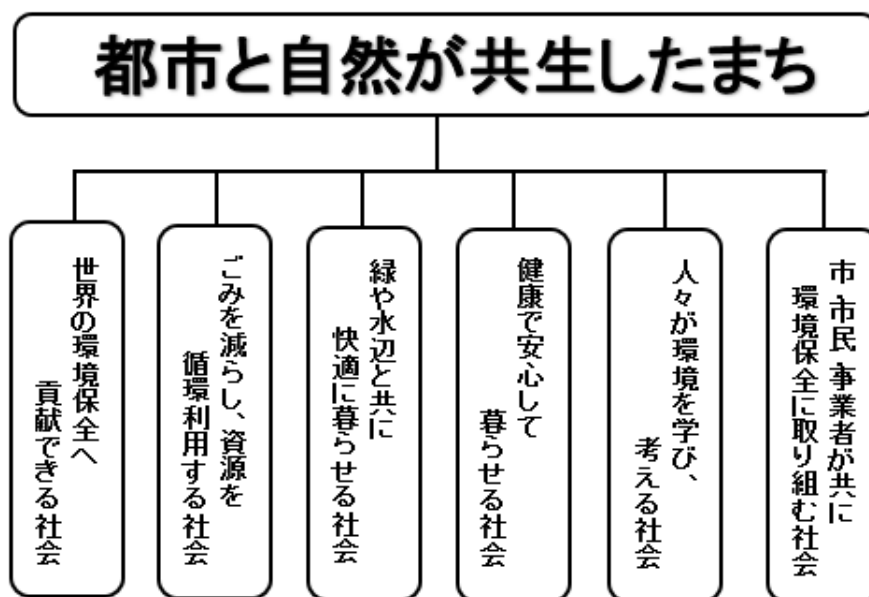 都市と自然が共生したまち
世界の環境保全へ
貢献できる社会
ごみを減らし、資源を
循環利用する社会
緑や水辺と共に
快適に暮らせる社会
健康で安心して
暮らせる社会
人々が環境を学び、
考える社会
市・市民・事業者が共に
環境保全に取り組む社会